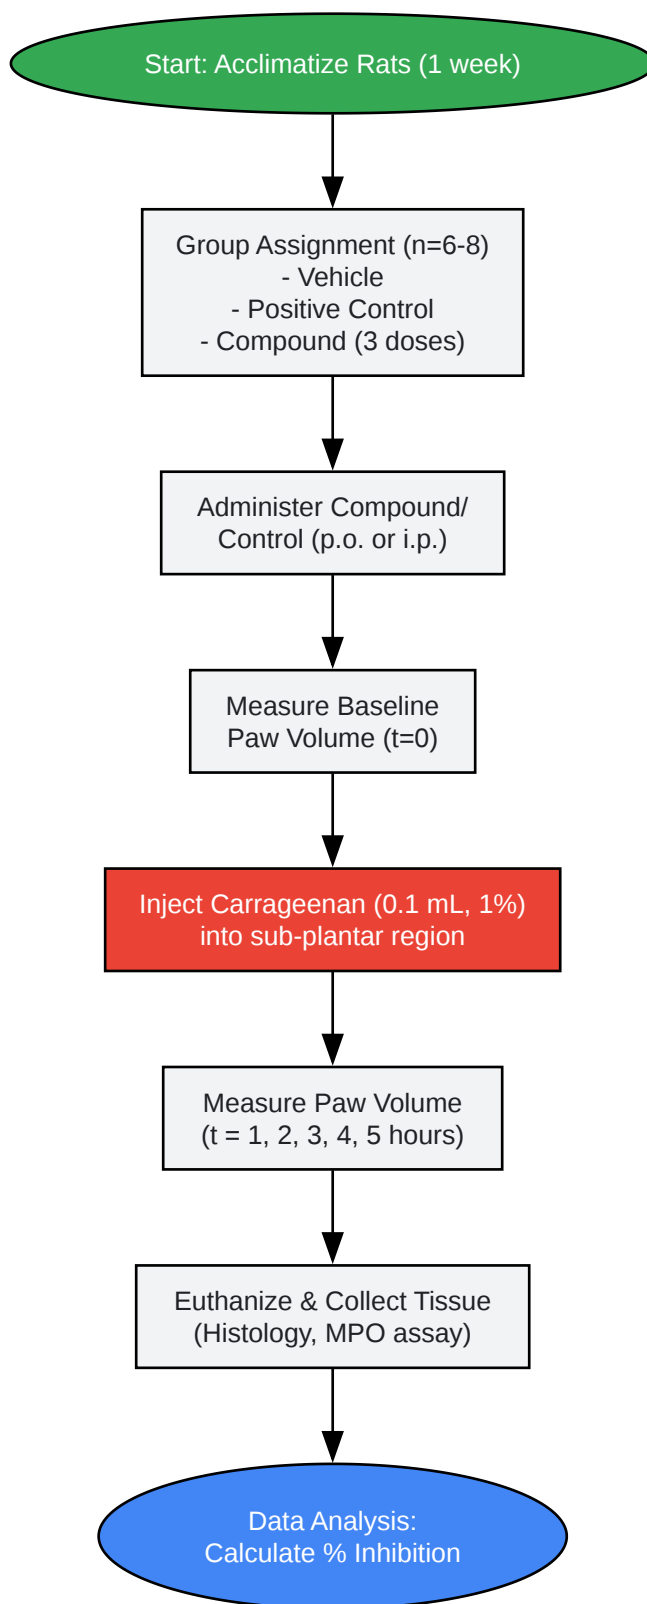 Start: Acclimatize Rats (1 week)
Group Assignment (n=6-8)
- Vehicle
- Positive Control
- Compound (3 doses)
Administer Compound/
Control (p.o. or i.p.)
Measure Baseline
Paw Volume (t=0)
Inject Carrageenan (0.1 mL, 1%)
into sub-plantar region
Measure Paw Volume
(t = 1, 2, 3, 4, 5 hours)
Euthanize & Collect Tissue
(Histology, MPO assay)
Data Analysis:
Calculate % Inhibition